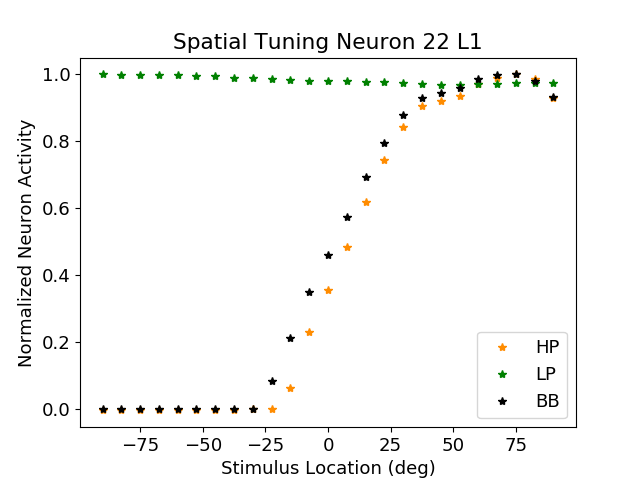 Spatial Tuning Neuron 22 L1
Normalized Neuron Activity
1.0
0.8
0.6
0.4
0.2
0.0
HP
LP
BB
−75 −50 −25 0 25 50 75
Stimulus Location (deg)